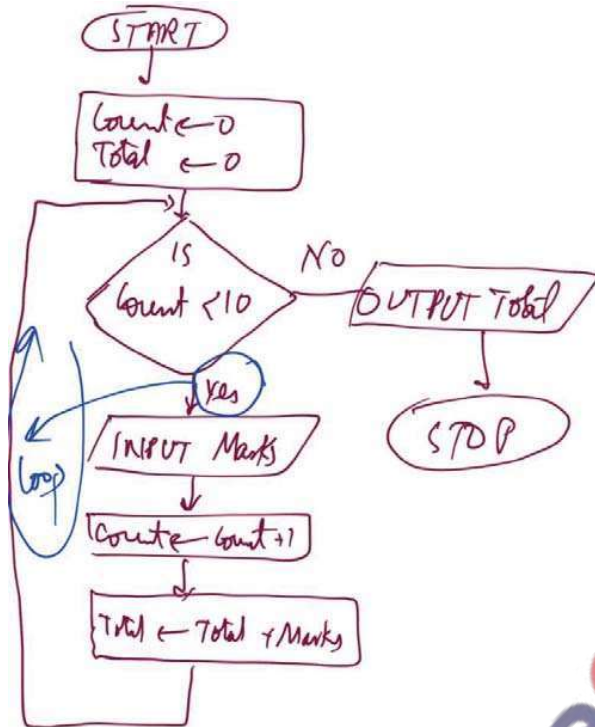 START
Count ← 0
Total ← 0
IS
Count < 10
NO
OUTPUT Total
STOP
Yes
Loop
INPUT Marks
Count ← Count +1
Total ← Total + Marks